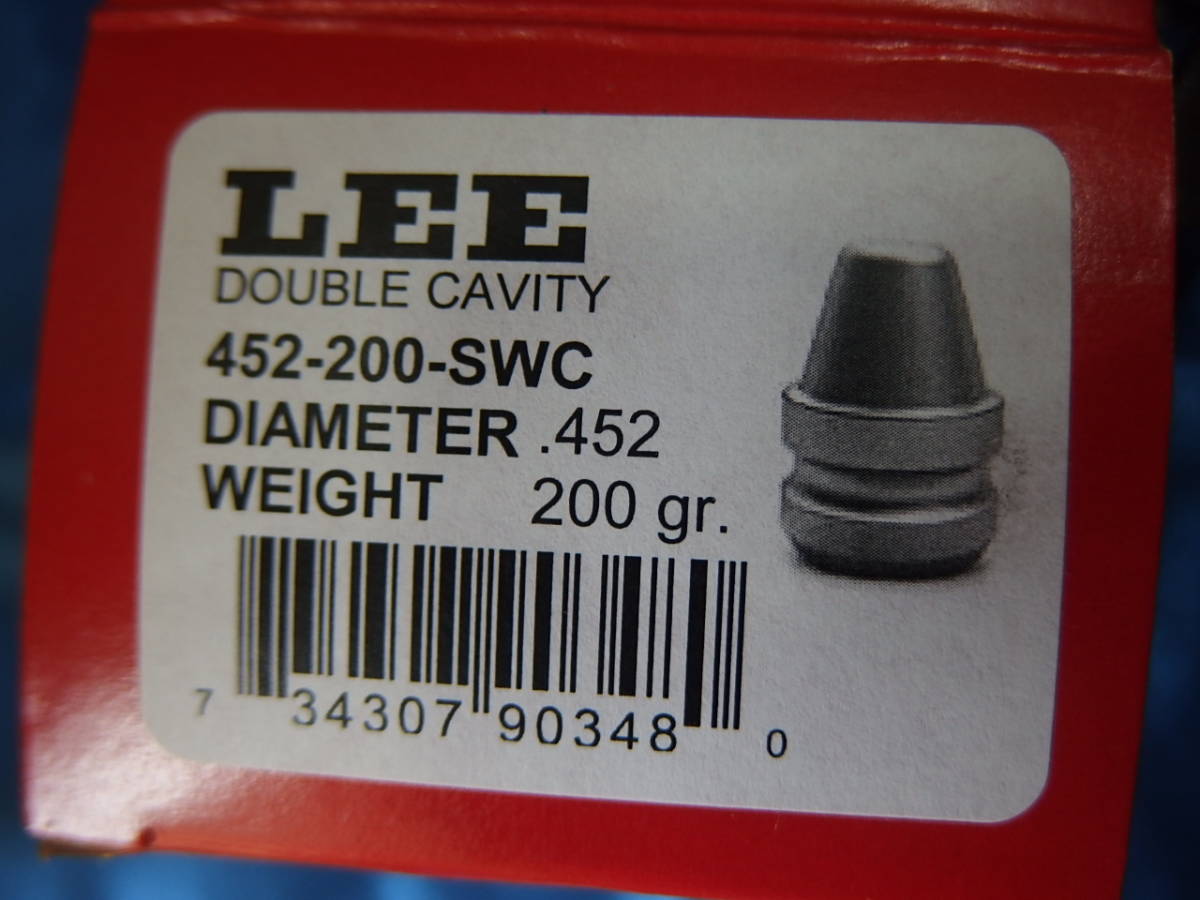 LEE
DOUBLE CAVITY
452-200-SWC
DIAMETER .452
WEIGHT 200 gr.
7 34307 90348 0